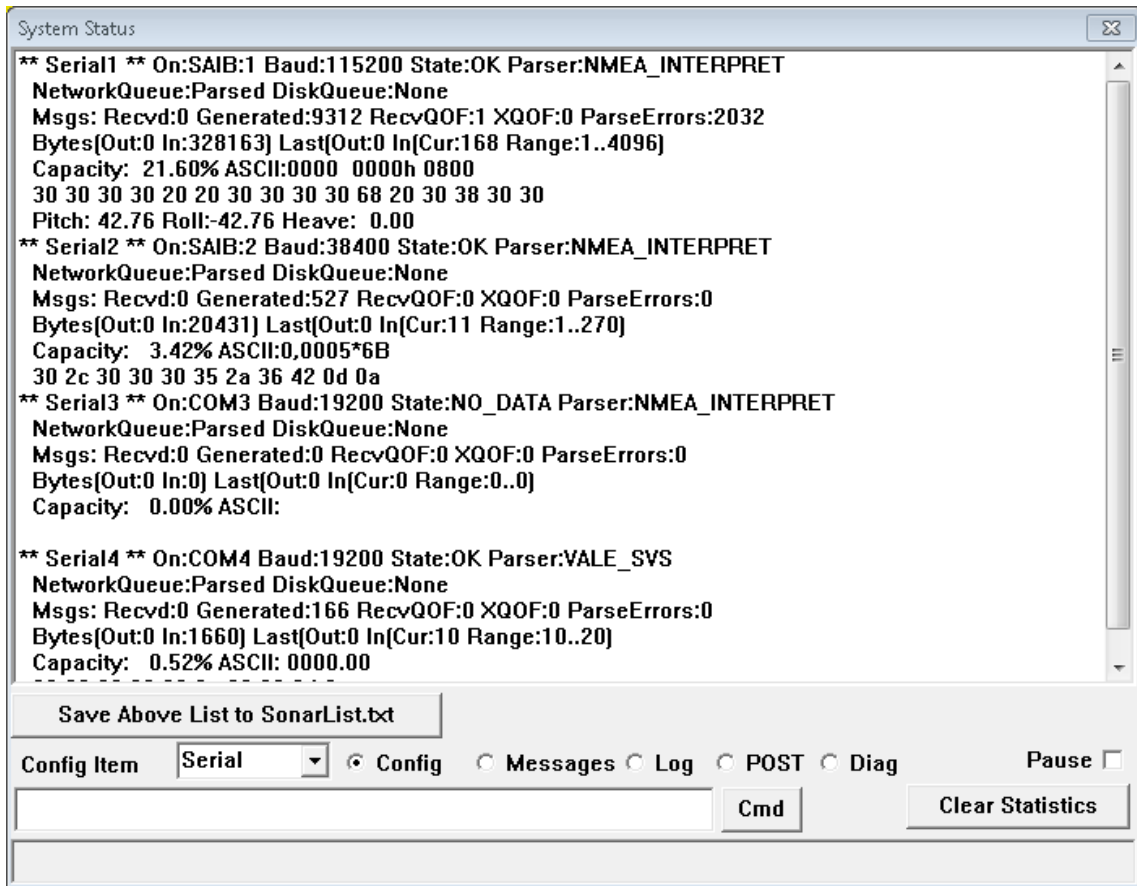 System Status
** Serial1 ** On:SAIB:1 Baud:115200 State:OK Parser:NMEA_INTERPRET
NetworkQueue:Parsed DiskQueue:None
Msgs: Recvd:0 Generated:9312 RecvQOF:1 XQOF:0 ParseErrors:2032
Bytes(Out:0 In:328163) Last(Out:0 In(Cur:168 Range:1..4096)
Capacity:  21.60% ASCII:0000  0000h 0800
30 30 30 30 20 20 30 30 30 30 68 20 30 38 30 30
Pitch: 42.76 Roll:-42.76 Heave:  0.00
** Serial2 ** On:SAIB:2 Baud:38400 State:OK Parser:NMEA_INTERPRET
NetworkQueue:Parsed DiskQueue:None
Msgs: Recvd:0 Generated:527 RecvQOF:0 XQOF:0 ParseErrors:0
Bytes(Out:0 In:20431) Last(Out:0 In(Cur:11 Range:1..270)
Capacity:   3.42% ASCII:0,0005*6B
30 2c 30 30 30 35 2a 36 42 0d 0a
** Serial3 ** On:COM3 Baud:19200 State:NO_DATA Parser:NMEA_INTERPRET
NetworkQueue:Parsed DiskQueue:None
Msgs: Recvd:0 Generated:0 RecvQOF:0 XQOF:0 ParseErrors:0
Bytes(Out:0 In:0) Last(Out:0 In(Cur:0 Range:0..0)
Capacity:   0.00% ASCII:
** Serial4 ** On:COM4 Baud:19200 State:OK Parser:VALE_SVS
NetworkQueue:Parsed DiskQueue:None
Msgs: Recvd:0 Generated:166 RecvQOF:0 XQOF:0 ParseErrors:0
Bytes(Out:0 In:1660) Last(Out:0 In(Cur:10 Range:10..20)
Capacity:   0.52% ASCII: 0000.00
Save Above List to SonarList.txt
Config Item Serial Config Messages Log POST Diag Pause
Cmd Clear Statistics